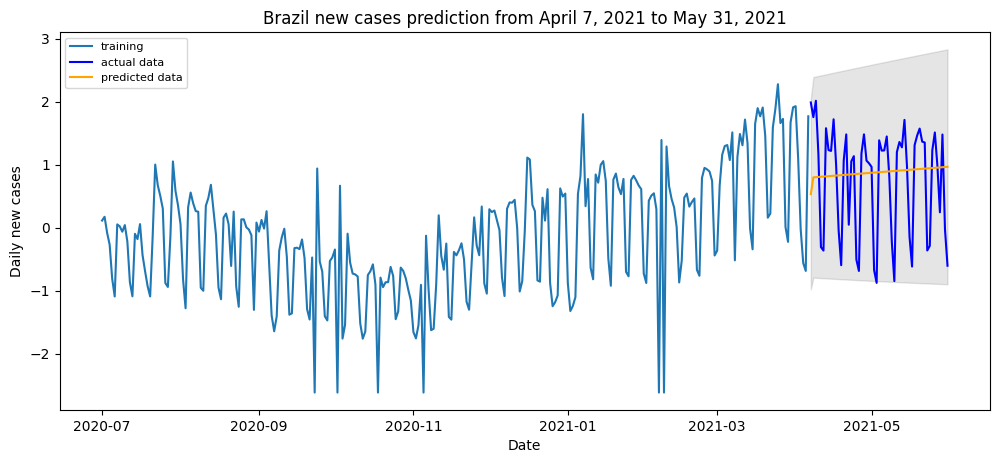 Brazil new cases prediction from April 7, 2021 to May 31, 2021
training
actual data
predicted data
Daily new cases
3
2
1
0
−1
−2
2020-07
2020-09
2020-11
2021-01
2021-03
2021-05
Date